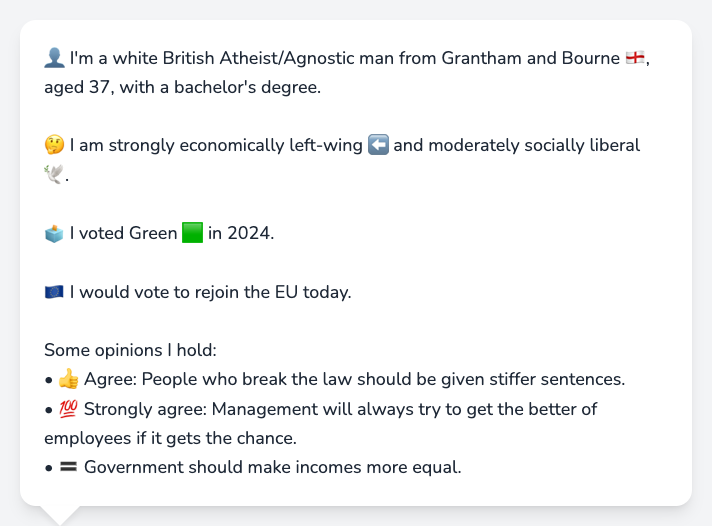 👤 I'm a white British Atheist/Agnostic man from Grantham and Bourne 🏴󠁧󠁢󠁥󠁮󠁧󠁿,
aged 37, with a bachelor's degree.
🤔 I am strongly economically left-wing ⬅️ and moderately socially liberal
🕊️.
🗳️ I voted Green 🟩 in 2024.
🇪🇺 I would vote to rejoin the EU today.
Some opinions I hold:
• 👍 Agree: People who break the law should be given stiffer sentences.
• 💯 Strongly agree: Management will always try to get the better of
employees if it gets the chance.
• 🟰 Government should make incomes more equal.